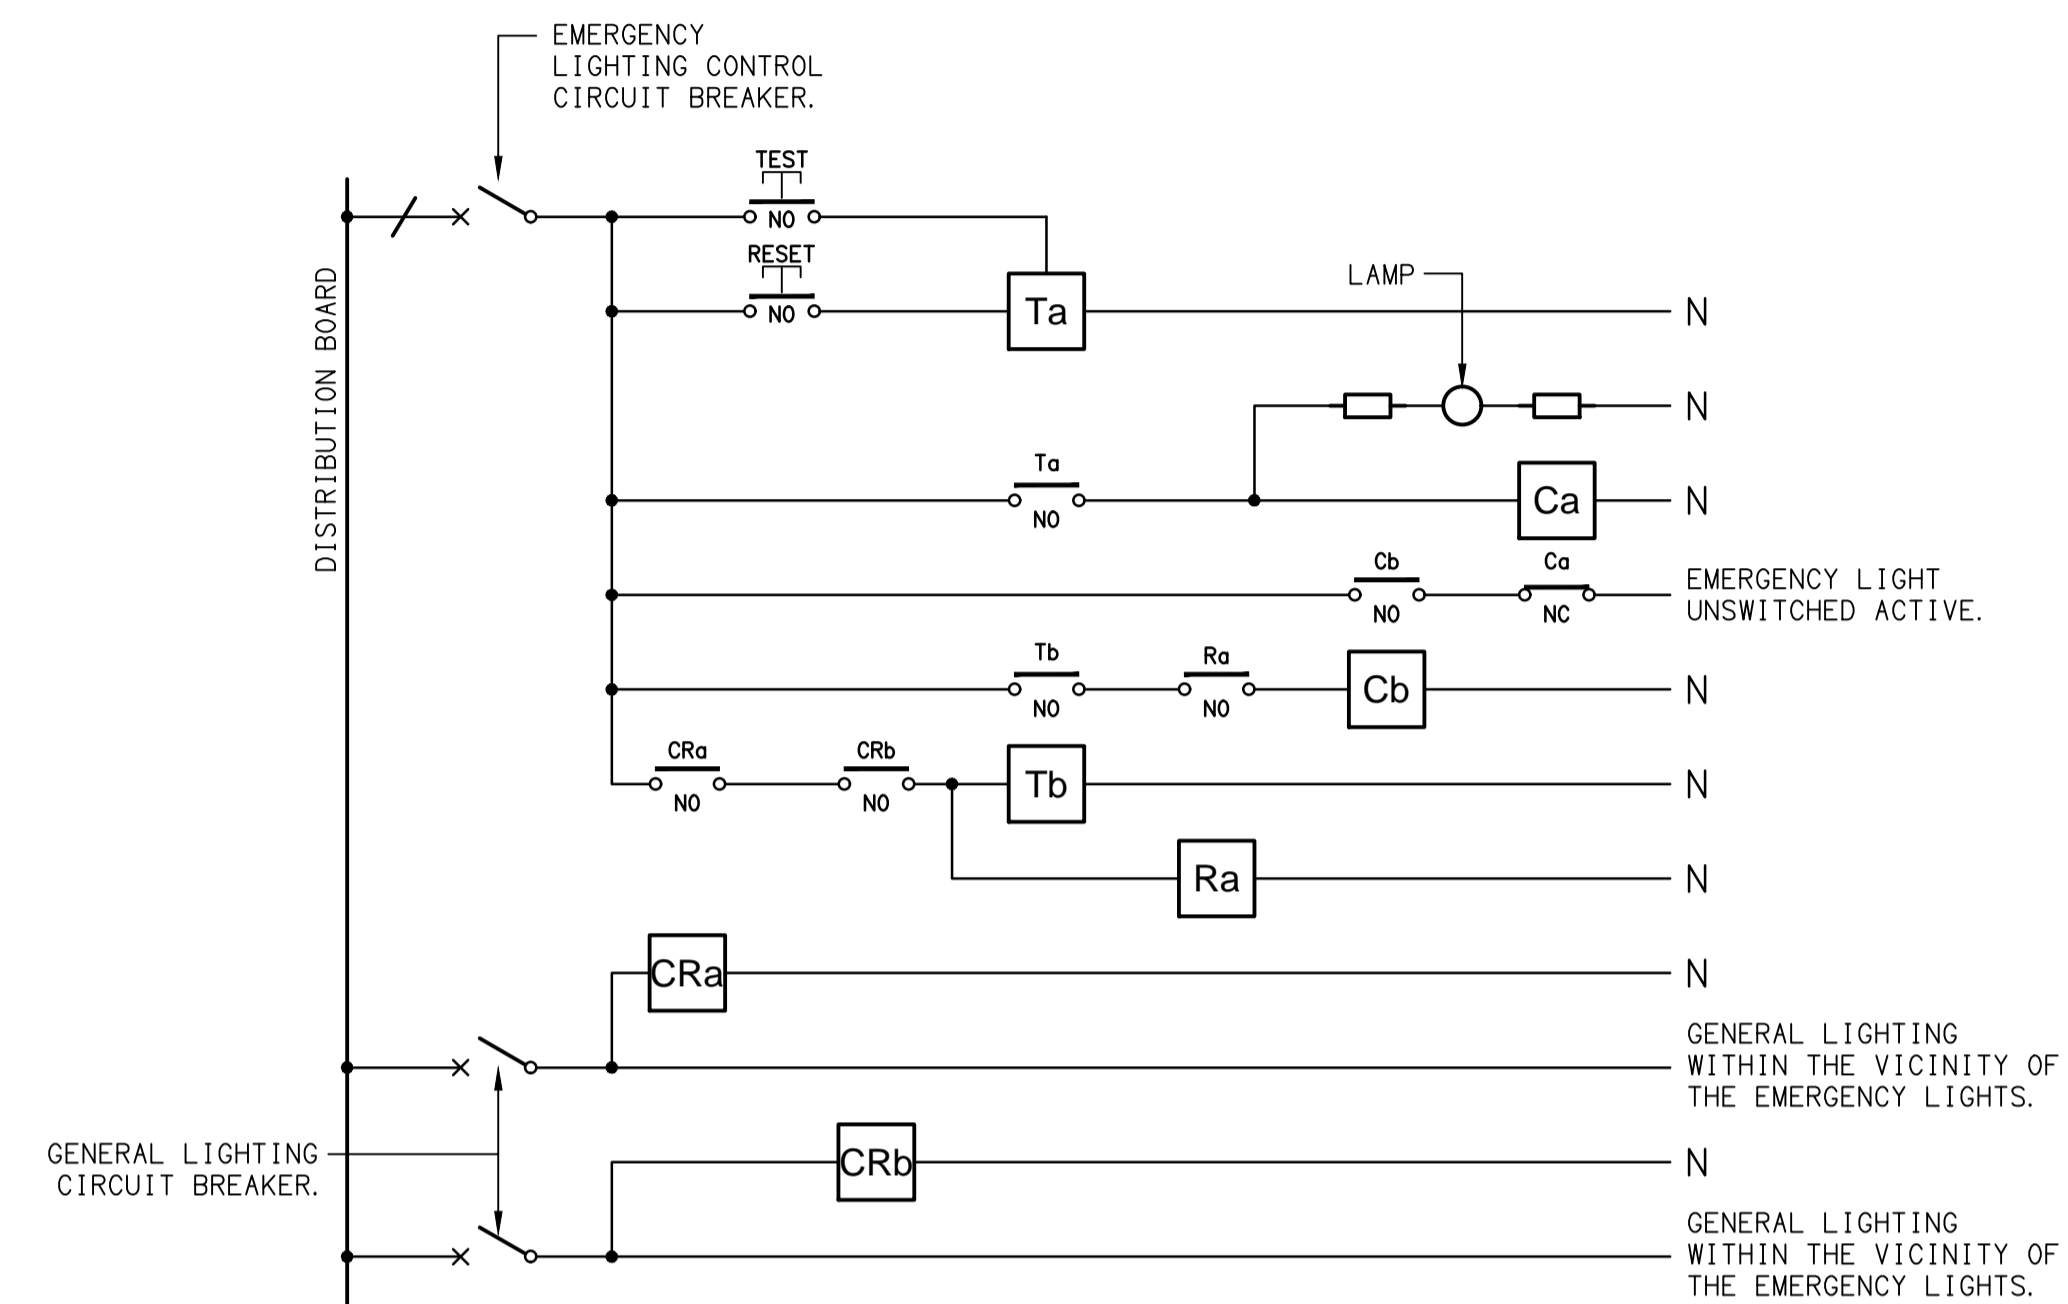 EMERGENCY
LIGHTING CONTROL
CIRCUIT BREAKER.
TEST
NO
RESET
NO
DISTRIBUTION BOARD
Ta
LAMP
N
N
Ta
NO
Ca
N
Cb
NO
Ca
NC
EMERGENCY LIGHT
UNSWITCHED ACTIVE.
Tb
NO
Ra
NO
Cb
N
CRa
NO
CRb
NO
Tb
N
Ra
N
CRa
N
GENERAL LIGHTING
WITHIN THE VICINITY OF
THE EMERGENCY LIGHTS.
GENERAL LIGHTING
CIRCUIT BREAKER.
CRb
N
GENERAL LIGHTING
WITHIN THE VICINITY OF
THE EMERGENCY LIGHTS.